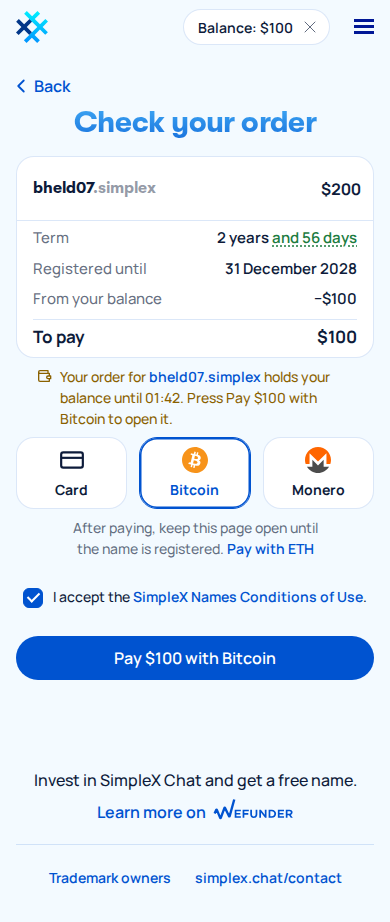 Balance: $100
Back
Check your order
bheld07.simplex $200
Term 2 years and 56 days
Registered until 31 December 2028
From your balance −$100
To pay $100
Your order for bheld07.simplex holds your
balance until 01:42. Press Pay $100 with
Bitcoin to open it.
Card Bitcoin Monero
After paying, keep this page open until
the name is registered. Pay with ETH
I accept the SimpleX Names Conditions of Use.
Pay $100 with Bitcoin
Invest in SimpleX Chat and get a free name.
Learn more on WEFUNDER
Trademark owners simplex.chat/contact